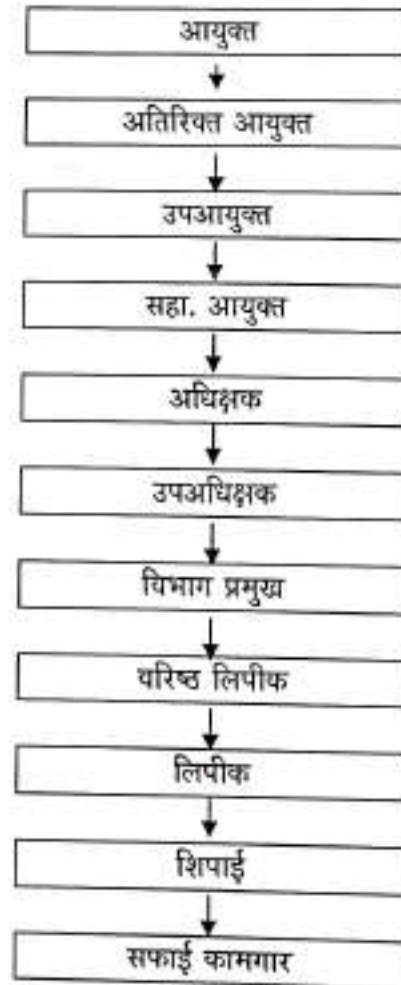 आयुक्त
अतिरिक्त आयुक्त
उपआयुक्त
सहा. आयुक्त
अधिक्षक
उपअधिक्षक
विभाग प्रमुख
वरिष्ठ लिपीक
लिपीक
शिपाई
सफाई कामगार